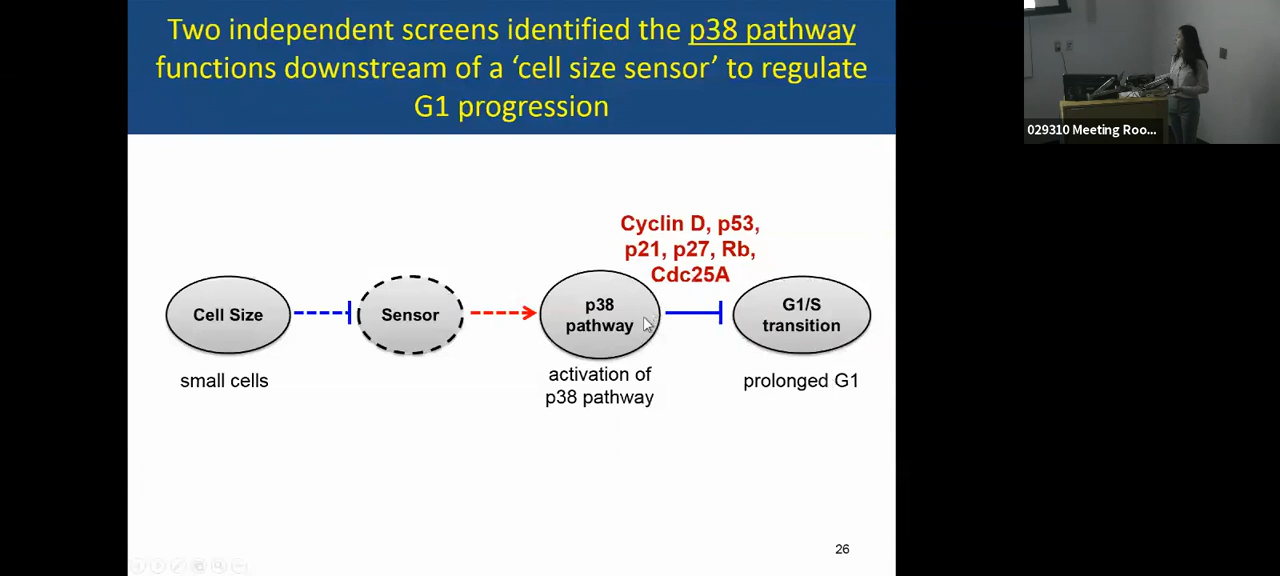 Two independent screens identified the p38 pathway
functions downstream of a ‘cell size sensor’ to regulate
G1 progression
029310 Meeting Roo...
Cyclin D, p53,
p21, p27, Rb,
Cdc25A
Cell Size
Sensor
p38
pathway
G1/S
transition
small cells
activation of
p38 pathway
prolonged G1
26